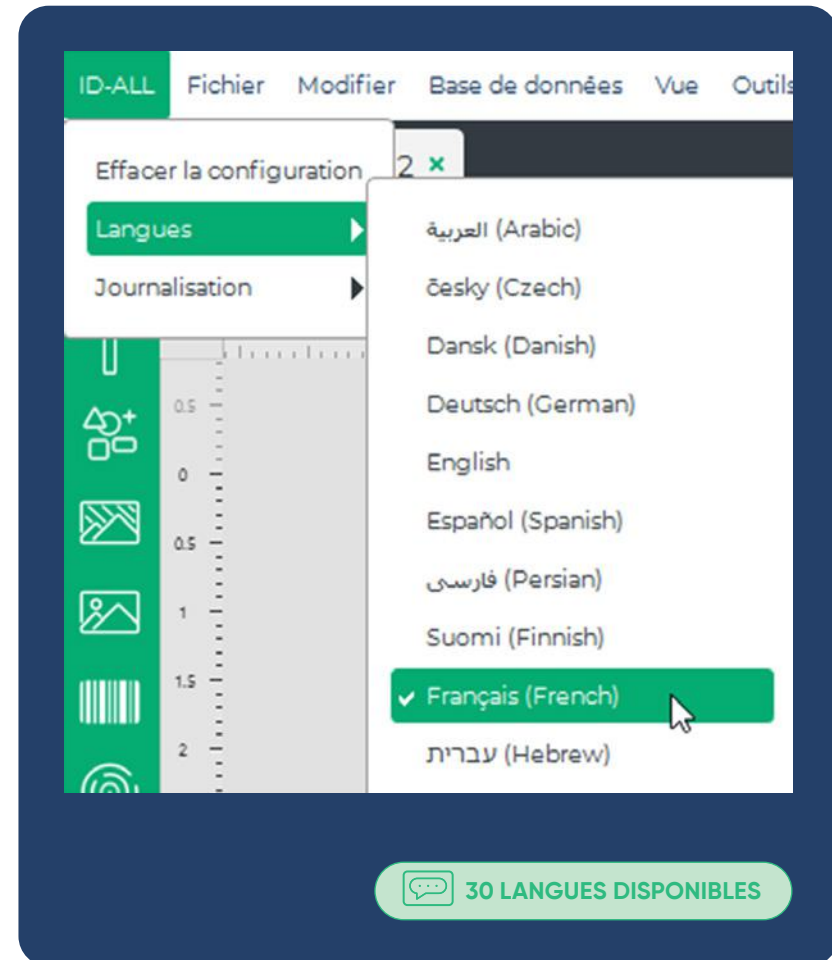 ID-ALL Fichier Modifier Base de données Vue Outils
Effacer la configuration 2 ×
Langues
العربية (Arabic)
Journalisation
česky (Czech)
Dansk (Danish)
0.5
Deutsch (German)
0
English
0.5
Español (Spanish)
فارسی (Persian)
1
Suomi (Finnish)
1.5
Français (French)
2
עברית (Hebrew)
30 LANGUES DISPONIBLES